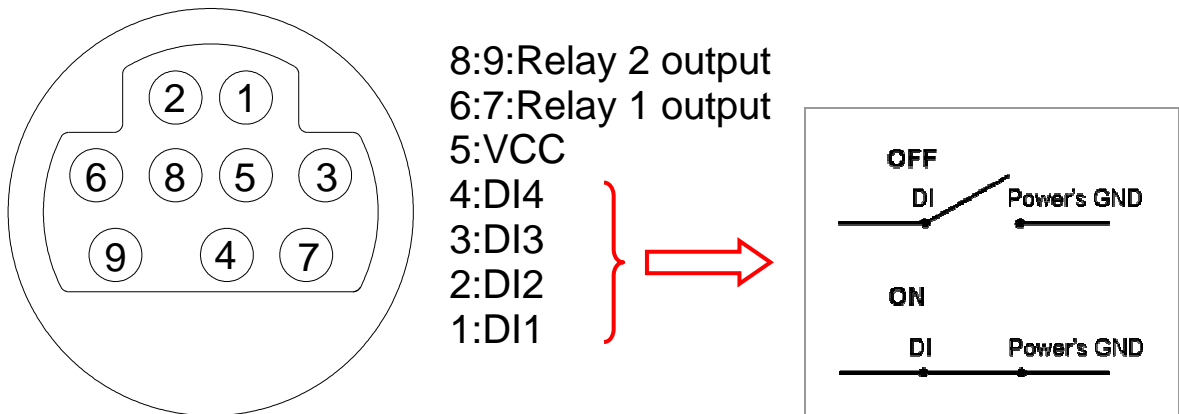 2 1
6 8 5 3
9 4 7
8:9:Relay 2 output
6:7:Relay 1 output
5:VCC
4:DI4
3:DI3
2:DI2
1:DI1
OFF
DI Power's GND
ON
DI Power's GND